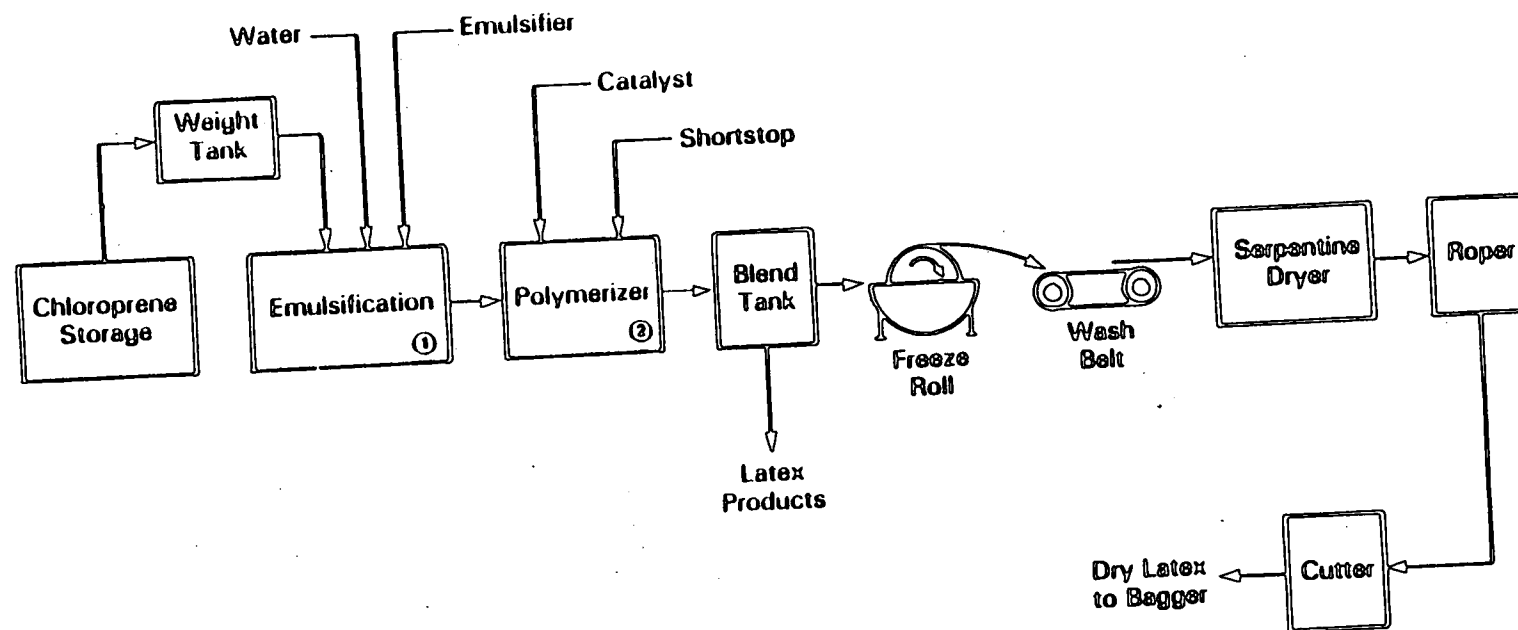 Water
Emulsifier
Catalyst
Shortstop
Weight
Tank
Chloroprene
Storage
Emulsification
①
Polymerizer
②
Blend
Tank
Freeze
Roll
Wash
Belt
Serpentine
Dryer
Roper
Latex
Products
Cutter
Dry Latex
to Bagger